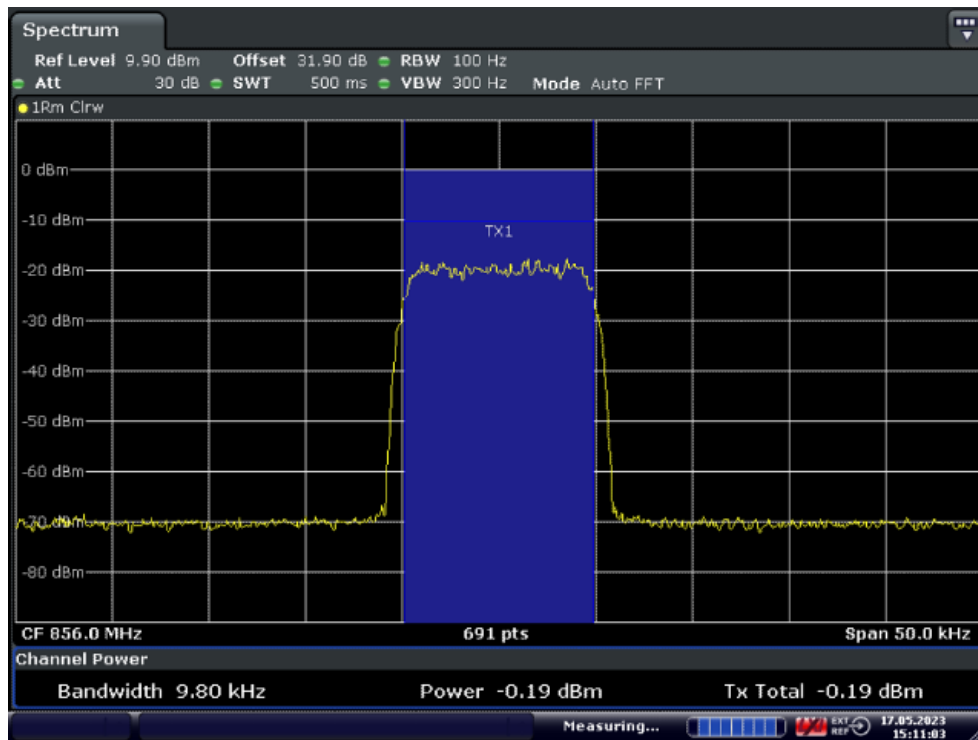 Spectrum
Ref Level 9.90 dBm Offset 31.90 dB RBW 100 Hz
Att 30 dB SWT 500 ms VBW 300 Hz Mode Auto FFT
1Rm Clrw
0 dBm
-10 dBm
TX1
-20 dBm
-30 dBm
-40 dBm
-50 dBm
-60 dBm
-70 dBm
-80 dBm
CF 856.0 MHz 691 pts Span 50.0 kHz
Channel Power
Bandwidth 9.80 kHz Power -0.19 dBm Tx Total -0.19 dBm
Measuring... EXT REF 17.05.2023
15:11:03